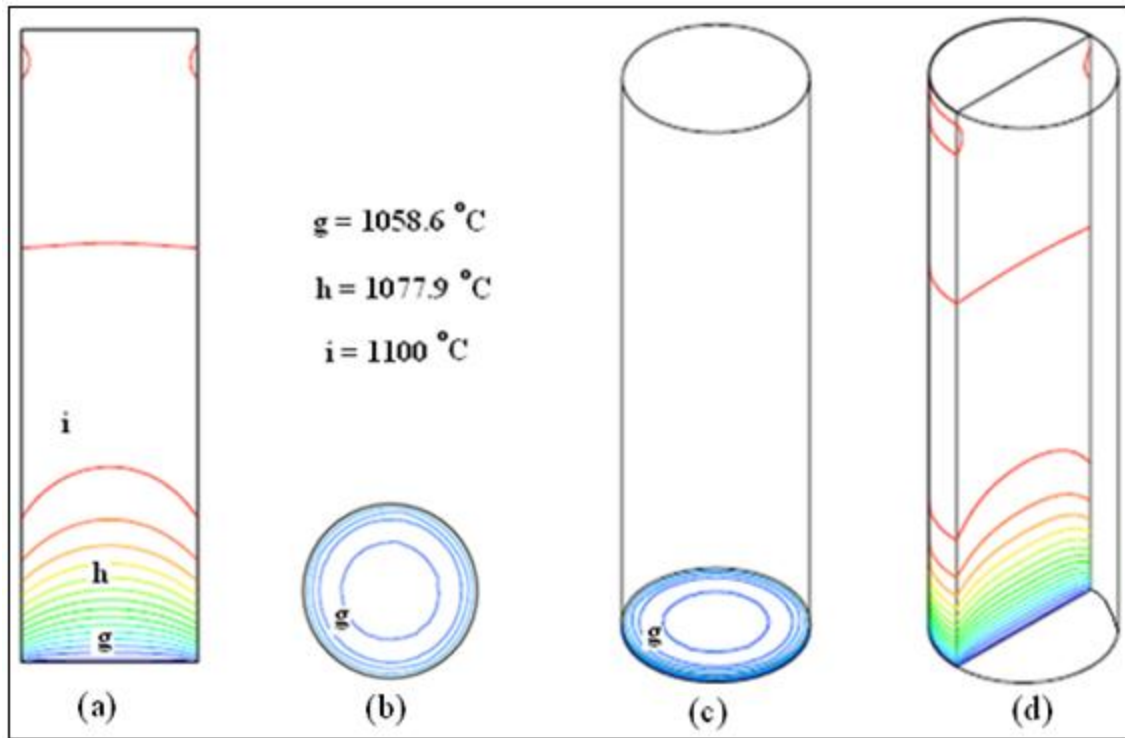 g = 1058.6 °C
h = 1077.9 °C
i = 1100 °C
i
h
g
g
g
(a)
(b)
(c)
(d)